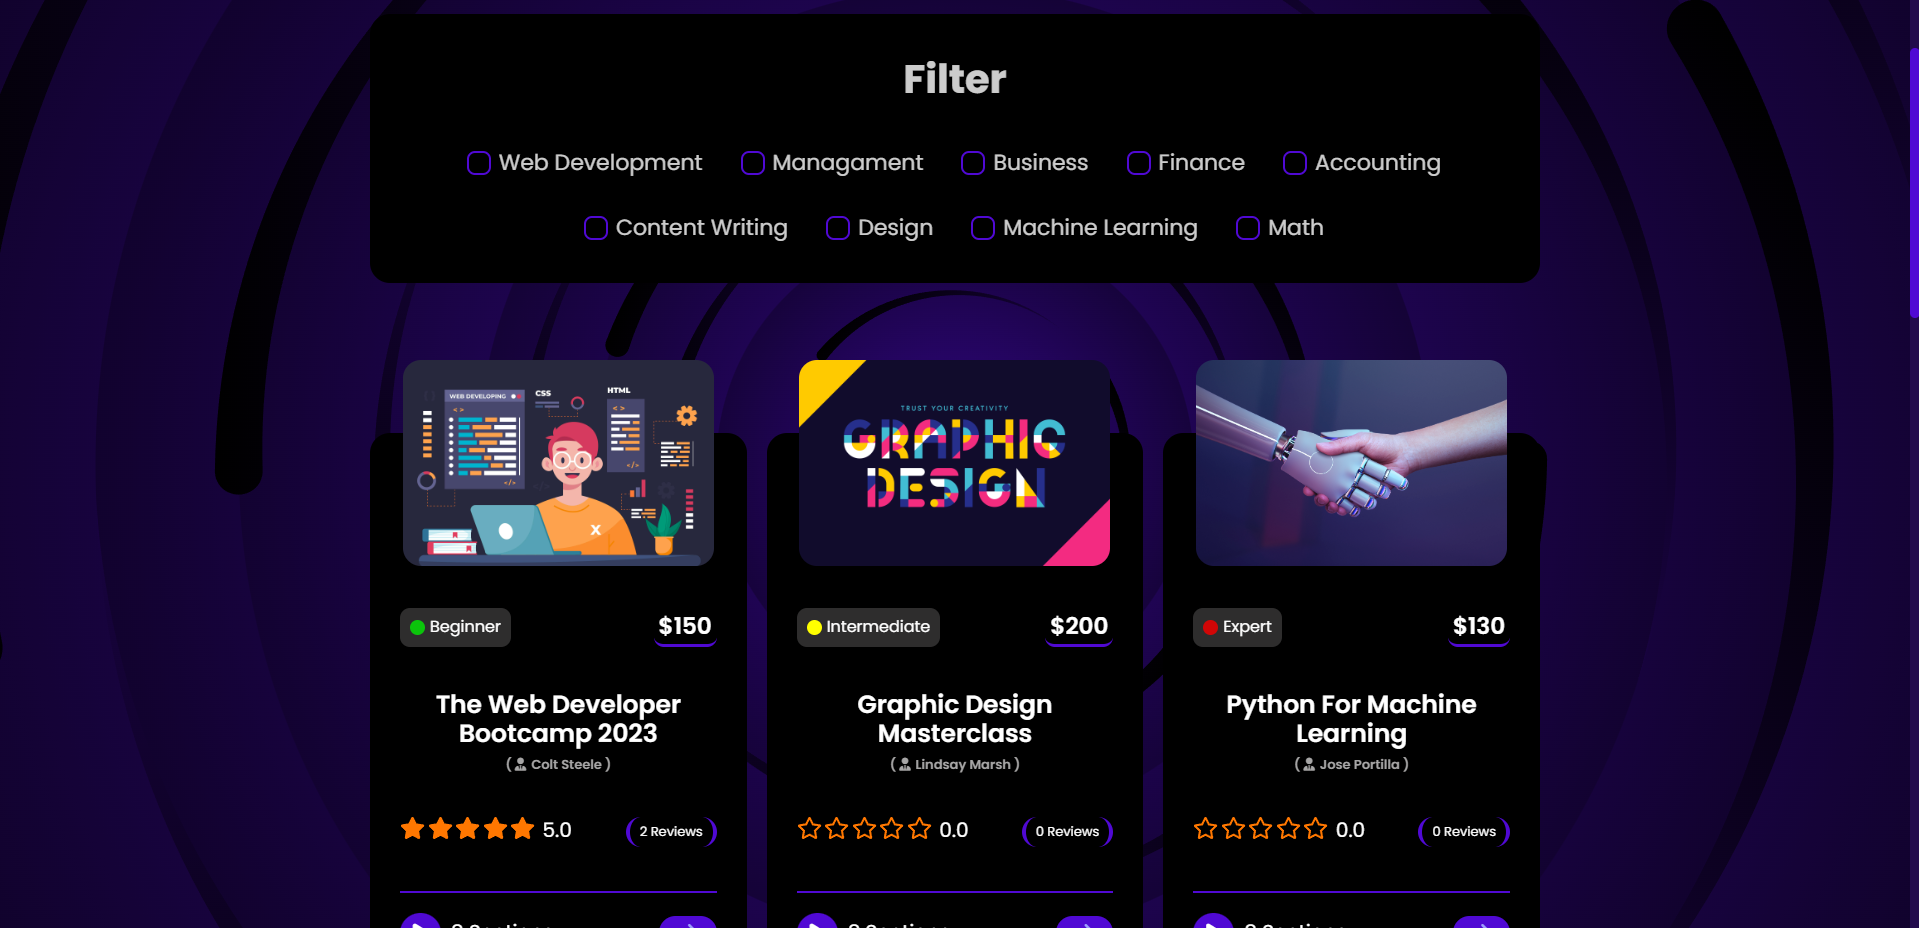 Filter
Web Development Managament Business Finance Accounting
Content Writing Design Machine Learning Math
WEB DEVELOPING
CSS
HTML
TRUST YOUR CREATIVITY
GRAPHIC
DESIGN
Beginner $150
Intermediate $200
Expert $130
The Web Developer
Bootcamp 2023
( Colt Steele )
Graphic Design
Masterclass
( Lindsay Marsh )
Python For Machine
Learning
( Jose Portilla )
5.0 2 Reviews
0.0 0 Reviews
0.0 0 Reviews